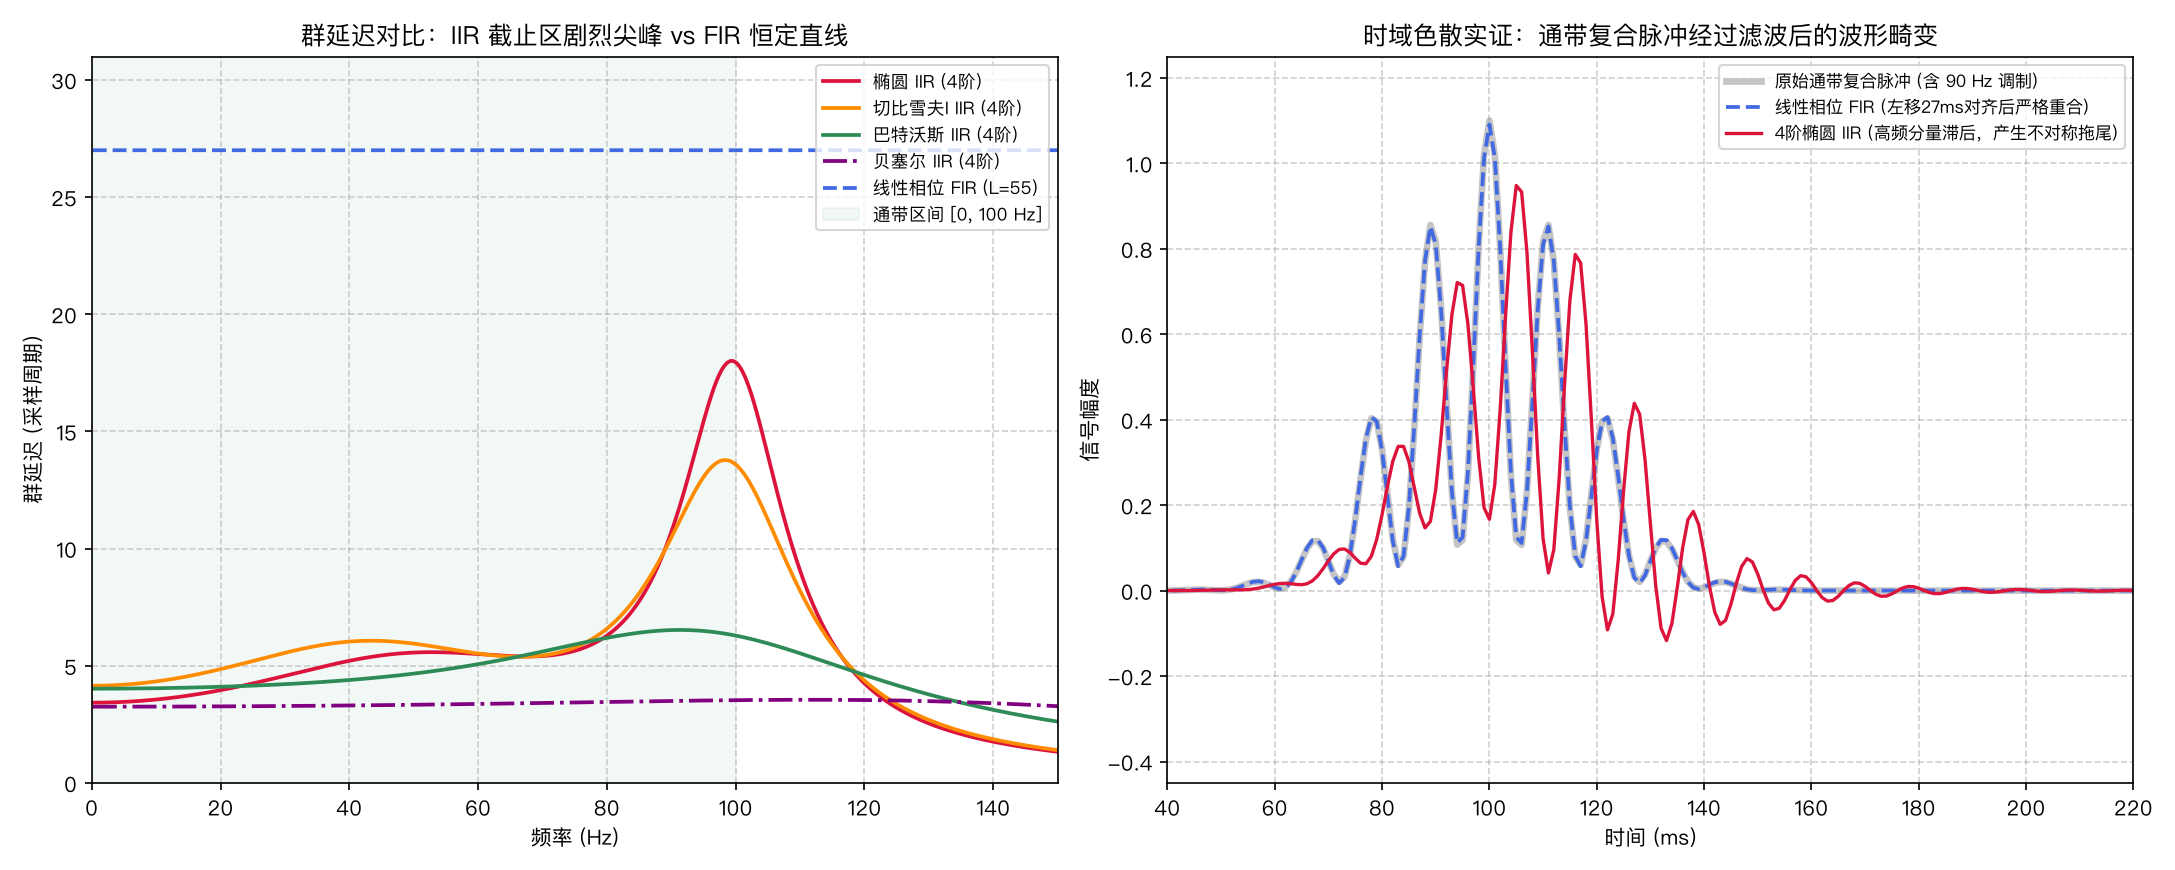 群延迟对比：IIR 截止区剧烈尖峰 vs FIR 恒定直线
群延迟 (采样周期)
30
25
20
15
10
5
0
椭圆 IIR (4阶)
切比雪夫I IIR (4阶)
巴特沃斯 IIR (4阶)
贝塞尔 IIR (4阶)
线性相位 FIR (L=55)
通带区间 [0, 100 Hz]
0 20 40 60 80 100 120 140
频率 (Hz)
时域色散实证：通带复合脉冲经过滤波后的波形畸变
信号幅度
1.2
1.0
0.8
0.6
0.4
0.2
0.0
−0.2
−0.4
原始通带复合脉冲 (含 90 Hz 调制)
线性相位 FIR (左移27ms对齐后严格重合)
4阶椭圆 IIR (高频分量滞后，产生不对称拖尾)
40 60 80 100 120 140 160 180 200 220
时间 (ms)